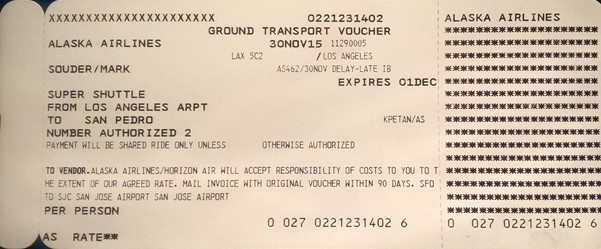 XXXXXXXXXXXXXXXXXXXXXX 0221231402 ALASKA AIRLINES
GROUND TRANSPORT VOUCHER
ALASKA AIRLINES 30NOV15 11290005
LAX 5C2 /LOS ANGELES
SOUDER/MARK AS462/30NOV DELAY-LATE IB
EXPIRES 01DEC
SUPER SHUTTLE
FROM LOS ANGELES ARPT
TO SAN PEDRO KPETAN/AS
NUMBER AUTHORIZED 2
PAYMENT WILL BE SHARED RIDE ONLY UNLESS OTHERWISE AUTHORIZED
TO VENDOR.ALASKA AIRLINES/HORIZON AIR WILL ACCEPT RESPONSIBILITY OF COSTS TO YOU TO T
HE EXTENT OF OUR AGREED RATE. MAIL INVOICE WITH ORIGINAL VOUCHER WITHIN 90 DAYS. SFO
TO SJC SAN JOSE AIRPORT SAN JOSE AIRPORT
PER PERSON
0 027 0221231402 6 0 027 0221231402 6
AS RATE**